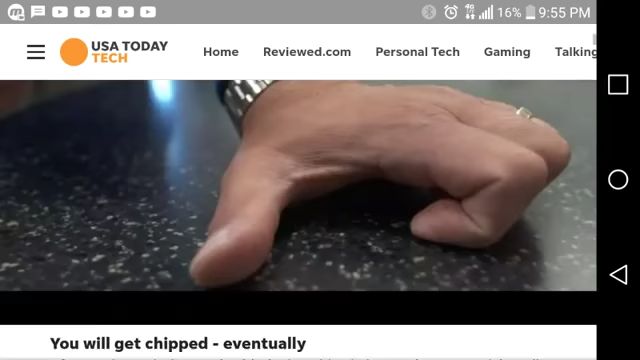 16% 9:55 PM
USA TODAY
TECH
Home Reviewed.com Personal Tech Gaming Talking
You will get chipped - eventually